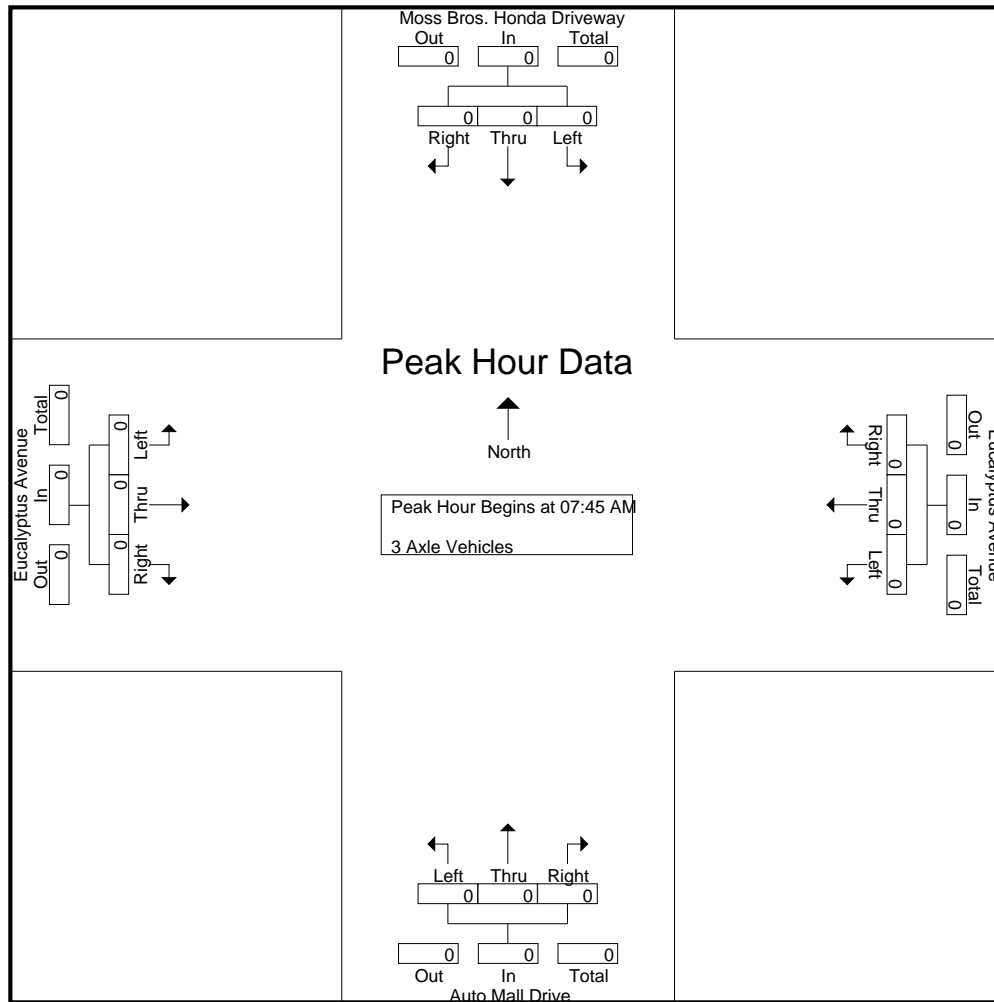 Moss Bros. Honda Driveway
Out In Total
0 0 0
0 0 0
Right Thru Left
Peak Hour Data
North
Peak Hour Begins at 07:45 AM
3 Axle Vehicles
Eucalyptus Avenue
Out In Total
0 0 0
0 0 0
Right Thru Left
Eucalyptus Avenue
Out In Total
0 0 0
0 0 0
Right Thru Left
Left Thru Right
0 0 0
0 0 0
Out In Total
Auto Mall Drive